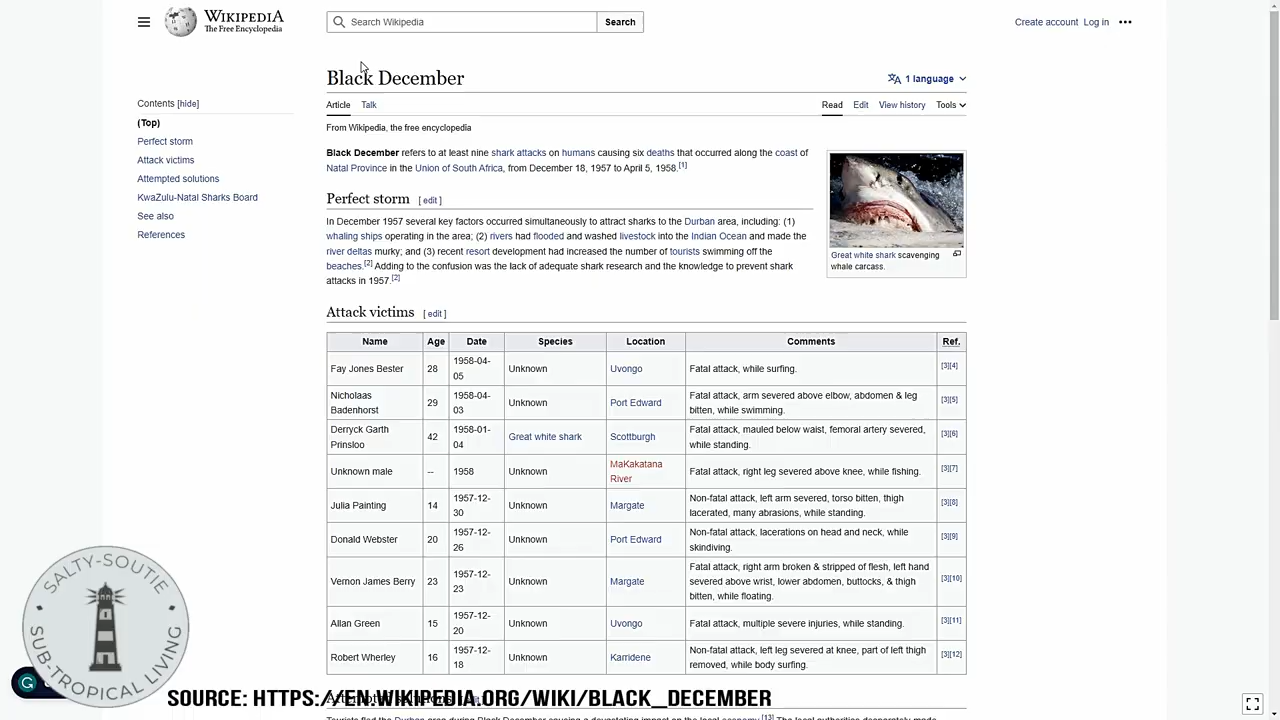 WIKIPEDIA
The Free Encyclopedia
Search Wikipedia
Search
Create account Log in
Black December
1 language
Contents [hide]
(Top)
Perfect storm
Attack victims
Attempted solutions
KwaZulu-Natal Sharks Board
See also
References
Article Talk
Read Edit View history Tools
From Wikipedia, the free encyclopedia
Black December refers to at least nine shark attacks on humans causing six deaths that occurred along the coast of
Natal Province in the Union of South Africa, from December 18, 1957 to April 5, 1958.[1]
Great white shark scavenging
whale carcass.
Perfect storm [ edit ]
In December 1957 several key factors occurred simultaneously to attract sharks to the Durban area, including: (1)
whaling ships operating in the area; (2) rivers had flooded and washed livestock into the Indian Ocean and made the
river deltas murky; and (3) recent resort development had increased the number of tourists swimming off the
beaches.[2] Adding to the confusion was the lack of adequate shark research and the knowledge to prevent shark
attacks in 1957.[2]
Attack victims [ edit ]
Name Age Date Species Location Comments Ref.
Fay Jones Bester 28 1958-04-05 Unknown Uvongo Fatal attack, while surfing. [3][4]
Nicholaas Badenhorst 29 1958-04-03 Unknown Port Edward Fatal attack, arm severed above elbow, abdomen & leg bitten, while swimming. [3][5]
Derryck Garth Prinsloo 42 1958-01-04 Great white shark Scottburgh Fatal attack, mauled below waist, femoral artery severed, while standing. [3][6]
Unknown male -- 1958 Unknown MaKakatana River Fatal attack, right leg severed above knee, while fishing. [3][7]
Julia Painting 14 1957-12-30 Unknown Margate Non-fatal attack, left arm severed, torso bitten, thigh lacerated, many abrasions, while standing. [3][8]
Donald Webster 20 1957-12-26 Unknown Port Edward Non-fatal attack, lacerations on head and neck, while skindiving. [3][9]
Vernon James Berry 23 1957-12-23 Unknown Margate Fatal attack, right arm broken & stripped of flesh, left hand severed above wrist, lower abdomen, buttocks, & thigh bitten, while floating. [3][10]
Allan Green 15 1957-12-20 Unknown Uvongo Fatal attack, multiple severe injuries, while standing. [3][11]
Robert Wherley 16 1957-12-18 Unknown Karridene Non-fatal attack, left leg severed at knee, part of left thigh removed, while body surfing. [3][12]
SALTY-SOUTIE
SUB-TROPICAL LIVING
SOURCE: HTTPS://EN.WIKIPEDIA.ORG/WIKI/BLACK_DECEMBER